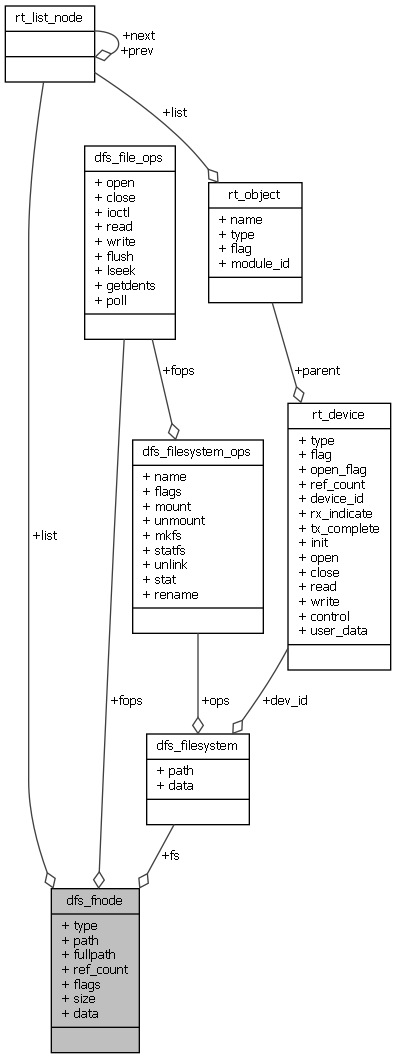 rt_list_node
+next
+prev
+list
dfs_file_ops
+ open
+ close
+ ioctl
+ read
+ write
+ flush
+ lseek
+ getdents
+ poll
rt_object
+ name
+ type
+ flag
+ module_id
+fops
+parent
rt_device
+ type
+ flag
+ open_flag
+ ref_count
+ device_id
+ rx_indicate
+ tx_complete
+ init
+ open
+ close
+ read
+ write
+ control
+ user_data
dfs_filesystem_ops
+ name
+ flags
+ mount
+ unmount
+ mkfs
+ statfs
+ unlink
+ stat
+ rename
+list
+fops
+ops
+dev_id
dfs_filesystem
+ path
+ data
+fs
dfs_fnode
+ type
+ path
+ fullpath
+ ref_count
+ flags
+ size
+ data